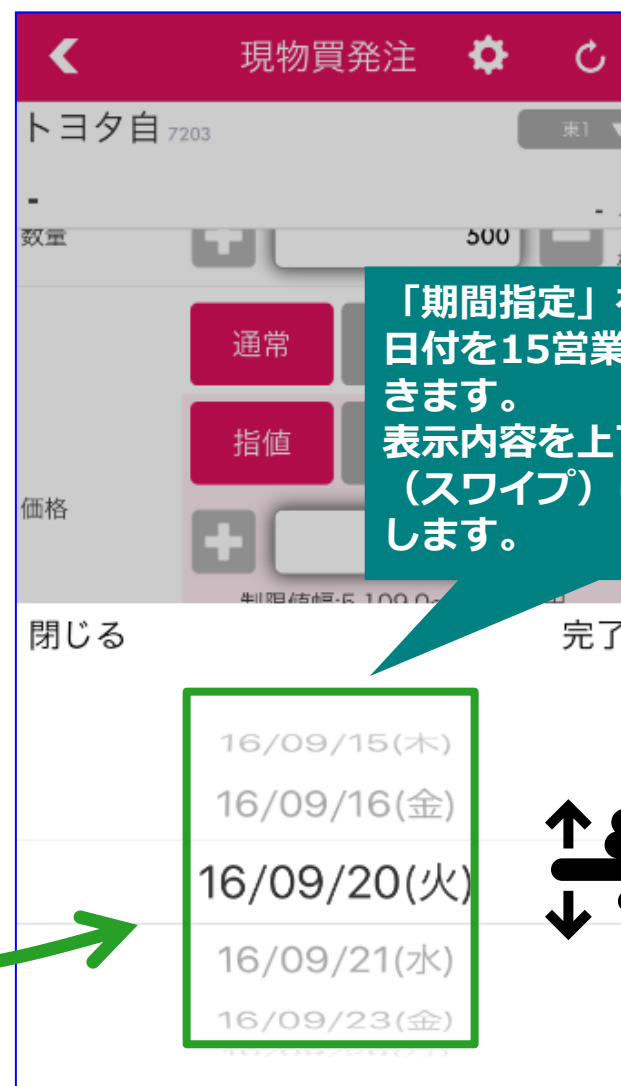 現物買発注
トヨタ自 7203
東1 ▼
-
-
数量
500
「期間指定」
通常
日付を15営業
きます。
指値
表示内容を上
（スワイプ）
価格
します。
閉じる
完了
16/09/15(木)
16/09/16(金)
16/09/20(火)
16/09/21(水)
16/09/23(金)